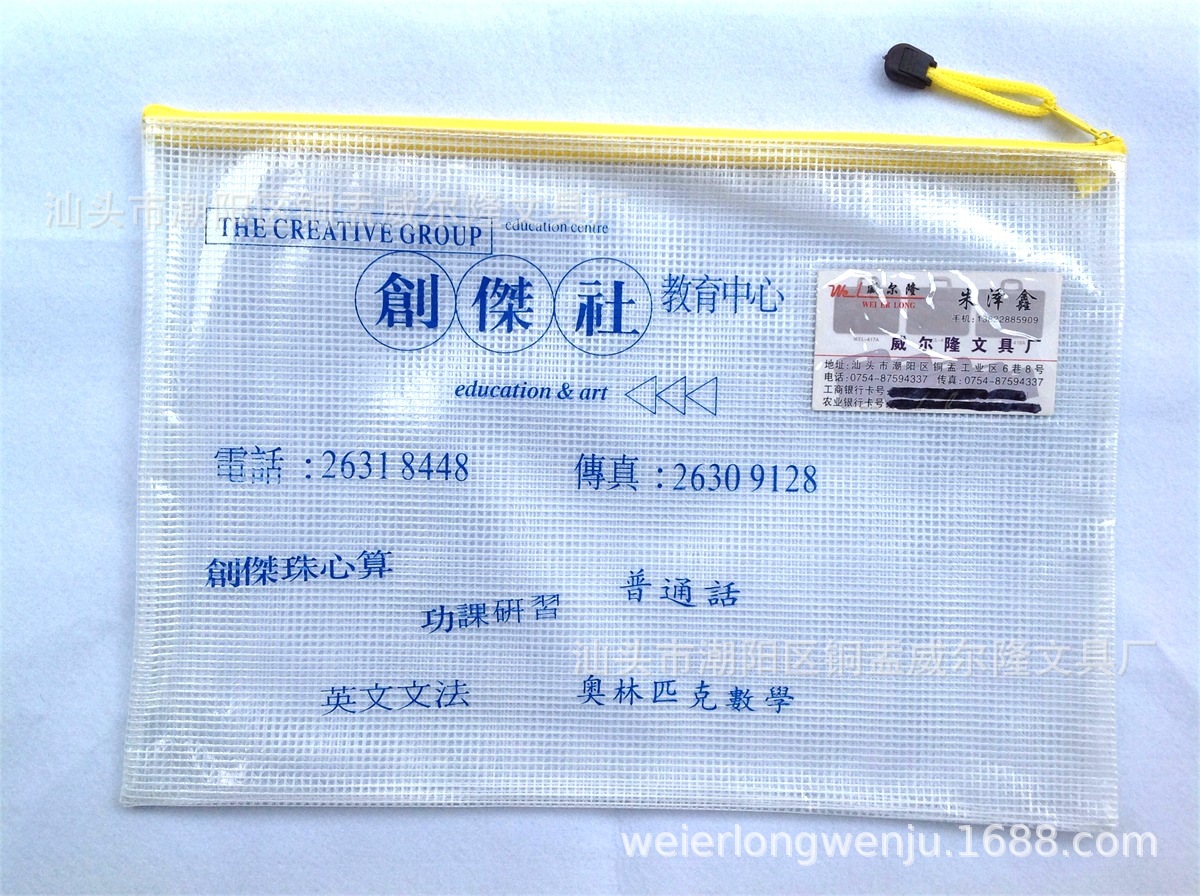 汕头市潮阳区铜盂威尔隆文具厂
THE CREATIVE GROUP education centre
創傑社 教育中心
education & art
電話 : 2631 8448 傳真 : 2630 9128
創傑珠心算
普通話
功課研習
英文文法
奧林匹克數學
威尔隆
WEI ER LONG
朱泽鑫
手机:13822885909
威尔隆文具厂
地址:汕头市潮阳区铜盂工业区6巷8号
电话:0754-87594337 传真:0754-87594337
工商银行卡号
农业银行卡号
汕头市潮阳区铜盂威尔隆文具厂
weierlongwenju.1688.com